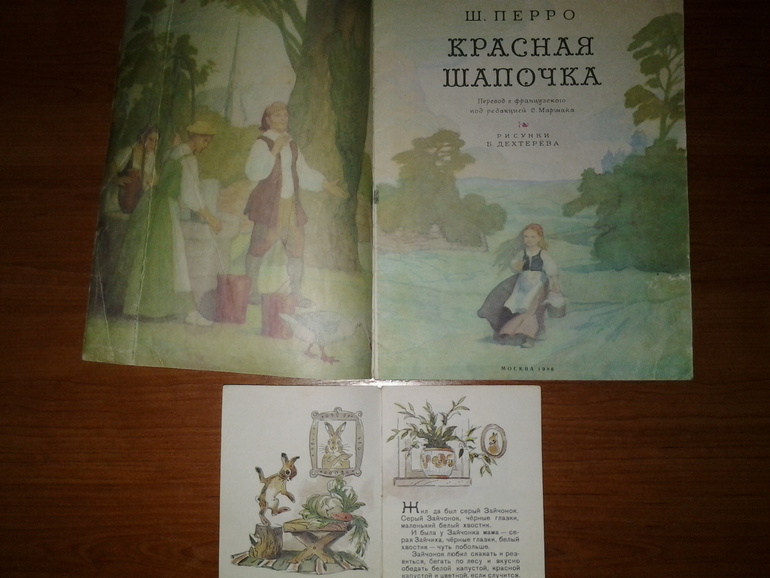 Ш. ПЕРРО
КРАСНАЯ
ШАПОЧКА
Перевод с французского
под редакцией С. Маршака
РИСУНКИ
Б. ДЕХТЕРЕВА
МОСКВА 1986
Жил да был серый Зайчонок.
Серый Зайчонок, чёрные глазки,
маленький белый хвостик.
И была у Зайчонка мама — се-
рая Зайчиха, чёрные глазки, белый
хвостик — чуть побольше.
Зайчонок любил скакать и рез-
виться, бегать по лесу и вкусно
обедать белой капустой, красной
капустой и цветной, если случится,